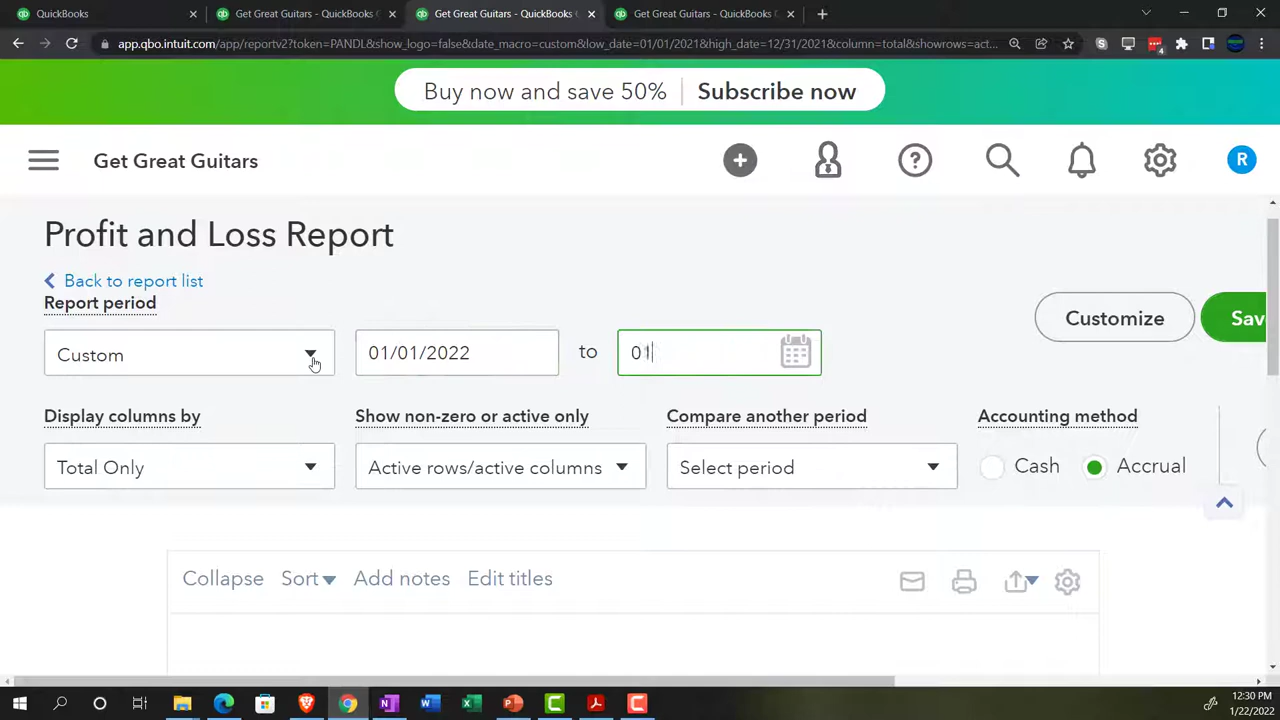 QuickBooks
Get Great Guitars - QuickBooks
Get Great Guitars - QuickBooks
Get Great Guitars - QuickBooks
app.qbo.intuit.com/app/reportv2?token=PANDL&show_logo=false&date_macro=custom&low_date=01/01/2021&high_date=12/31/2021&column=total&showrows=act...
4
Buy now and save 50%
Subscribe now
Get Great Guitars
R
Profit and Loss Report
Back to report list
Report period
Custom
01/01/2022
to
01
Customize
Sav
Display columns by
Show non-zero or active only
Compare another period
Accounting method
Total Only
Active rows/active columns
Select period
Cash
Accrual
Collapse
Sort
Add notes
Edit titles
12:30 PM
1/22/2022